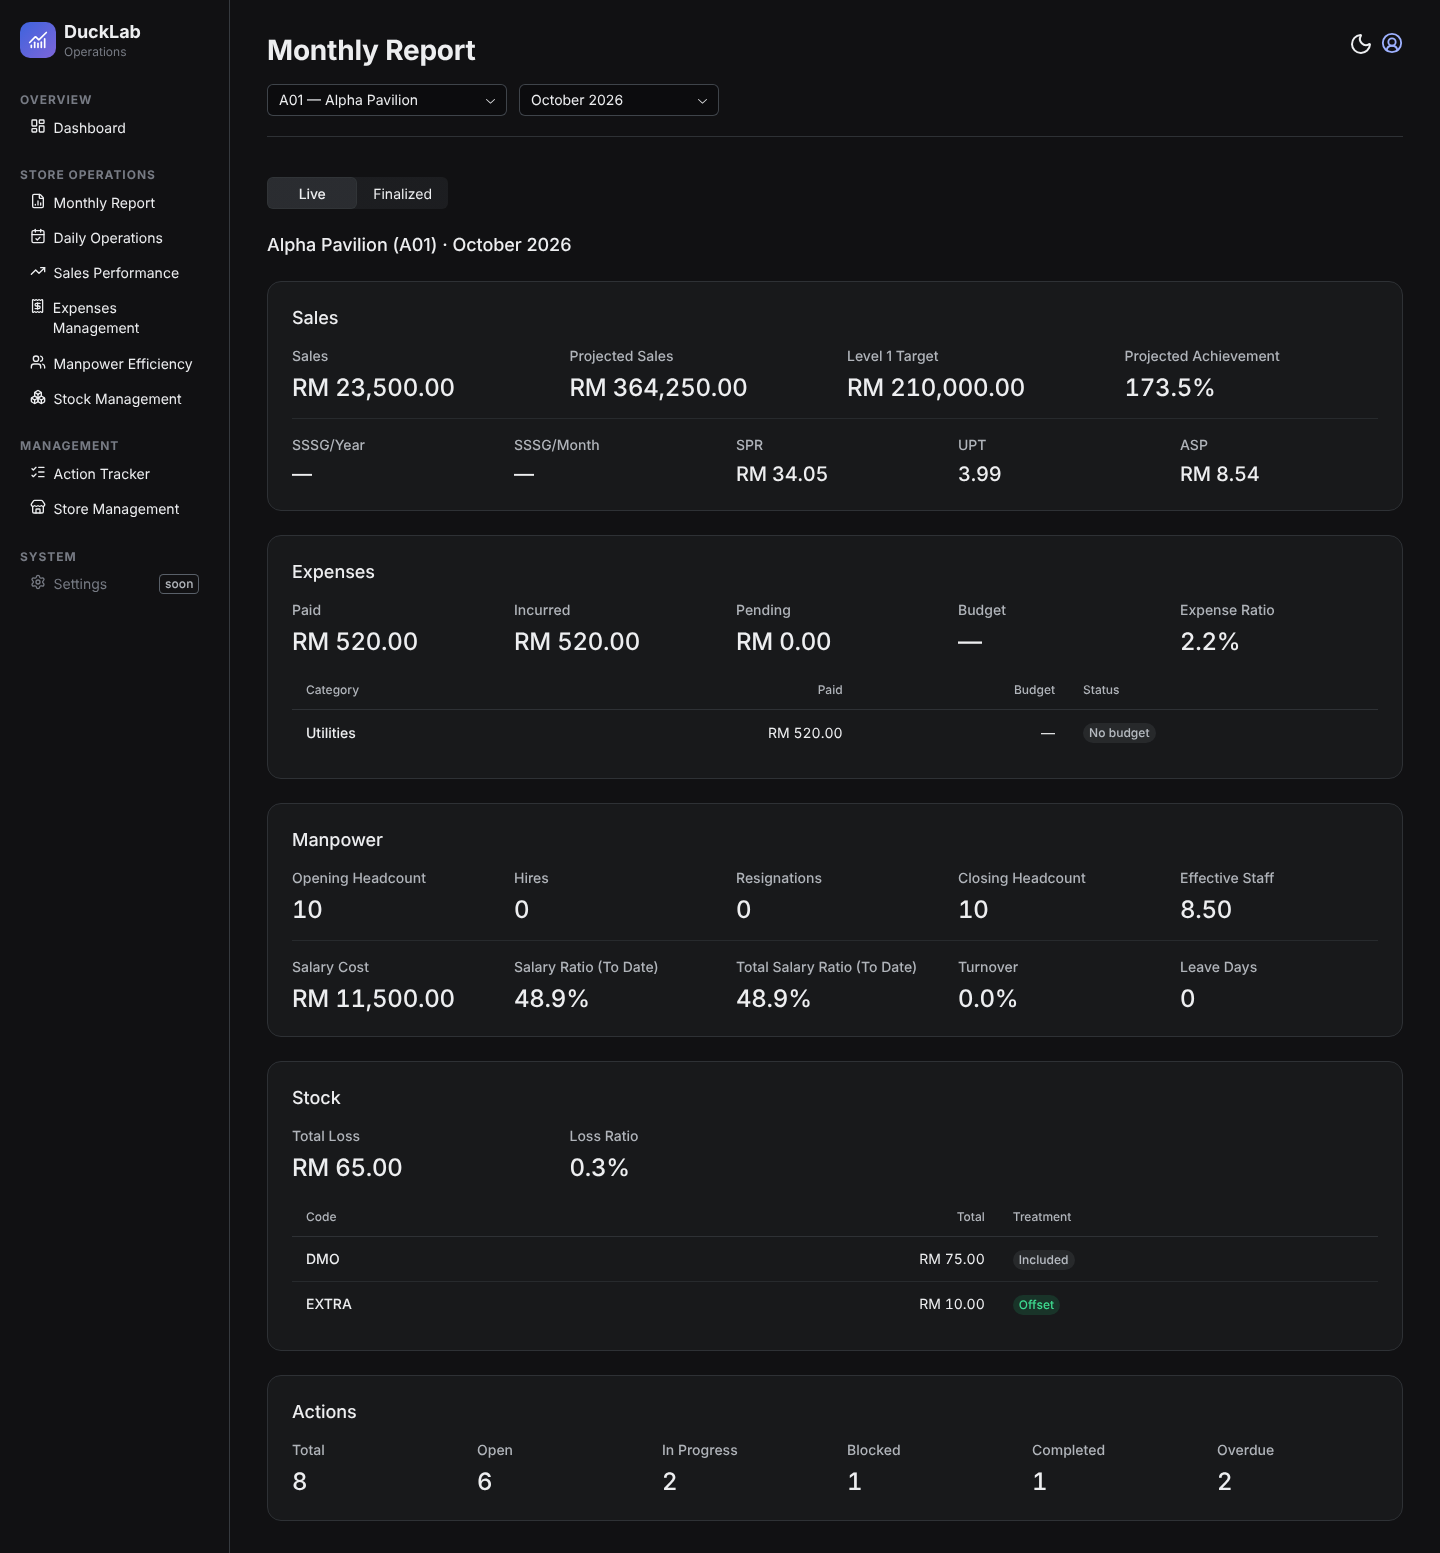 DuckLab
Operations
OVERVIEW
Dashboard
STORE OPERATIONS
Monthly Report
Daily Operations
Sales Performance
Expenses
Management
Manpower Efficiency
Stock Management
MANAGEMENT
Action Tracker
Store Management
SYSTEM
Settings soon
Monthly Report
A01 — Alpha Pavilion October 2026
Live Finalized
Alpha Pavilion (A01) · October 2026
Sales
Sales Projected Sales Level 1 Target Projected Achievement
RM 23,500.00 RM 364,250.00 RM 210,000.00 173.5%
SSSG/Year SSSG/Month SPR UPT ASP
— — RM 34.05 3.99 RM 8.54
Expenses
Paid Incurred Pending Budget Expense Ratio
RM 520.00 RM 520.00 RM 0.00 — 2.2%
Category Paid Budget Status
Utilities RM 520.00 — No budget
Manpower
Opening Headcount Hires Resignations Closing Headcount Effective Staff
10 0 0 10 8.50
Salary Cost Salary Ratio (To Date) Total Salary Ratio (To Date) Turnover Leave Days
RM 11,500.00 48.9% 48.9% 0.0% 0
Stock
Total Loss Loss Ratio
RM 65.00 0.3%
Code Total Treatment
DMO RM 75.00 Included
EXTRA RM 10.00 Offset
Actions
Total Open In Progress Blocked Completed Overdue
8 6 2 1 1 2